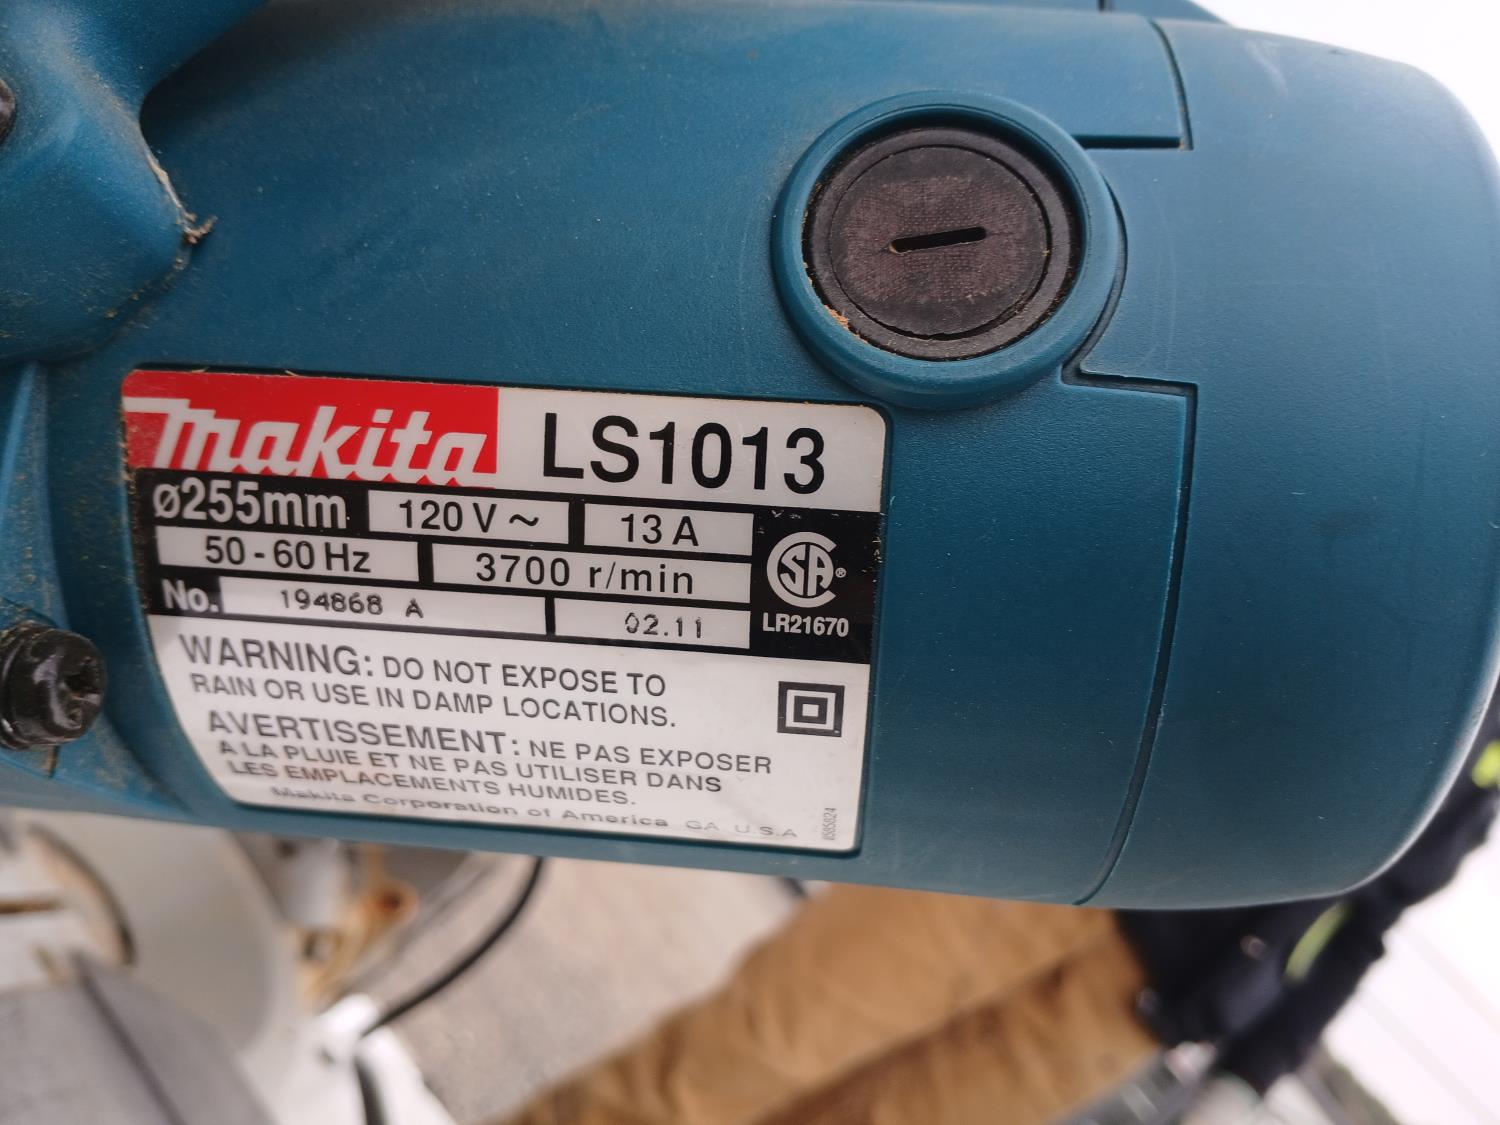 makita LS1013
ø255mm 120V~ 13A
50-60Hz 3700 r/min
CSA®
No. 194868 A 02.11
LR21670
WARNING: DO NOT EXPOSE TO
RAIN OR USE IN DAMP LOCATIONS.
AVERTISSEMENT: NE PAS EXPOSER
A LA PLUIE ET NE PAS UTILISER DANS
LES EMPLACEMENTS HUMIDES.
Makita Corporation of America GA U.S.A